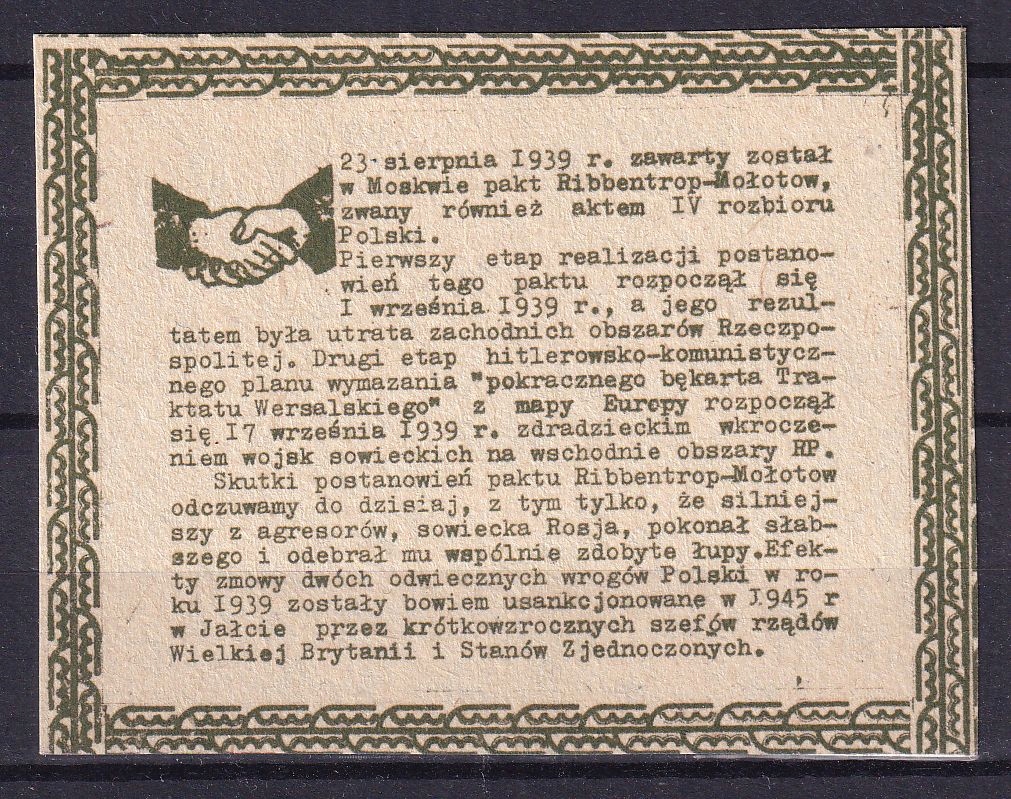 23 sierpnia I939 r. zawarty został
w Moskwie pakt Ribbentrop-Mołotow,
zwany również aktem IV rozbioru
Polski.
Pierwszy etap realizacji postano-
wień tego paktu rozpoczął się
I września I939 r., a jego rezul-
tatem była utrata zachodnich obszarów Rzeczpo-
spolitej. Drugi etap hitlerowsko-komunistycz-
nego planu wymazania "pokracznego bękarta Tra-
ktatu Wersalskiego" z mapy Europy rozpoczął
się I7 września I939 r. zdradzieckim wkrocze-
niem wojsk sowieckich na wschodnie obszary RP.
Skutki postanowień paktu Ribbentrop-Mołotow
odczuwamy do dzisiaj, z tym tylko, że silniej-
szy z agresorów, sowiecka Rosja, pokonał słab-
szego i odebrał mu wspólnie zdobyte łupy.Efek-
ty zmowy dwóch odwiecznych wrogów Polski w ro-
ku I939 zostały bowiem usankcjonowane w I945 r
w Jałcie przez krótkowzrocznych szefów rządów
Wielkiej Brytanii i Stanów Zjednoczonych.